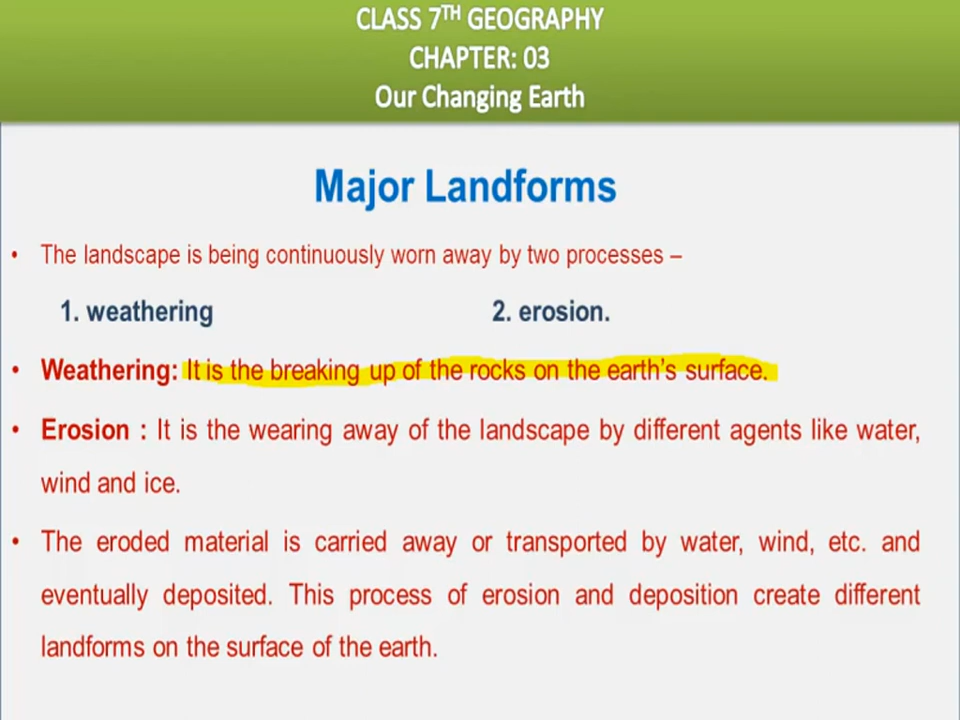 CLASS 7TH GEOGRAPHY
CHAPTER: 03
Our Changing Earth
Major Landforms
• The landscape is being continuously worn away by two processes –
1. weathering 2. erosion.
• Weathering: It is the breaking up of the rocks on the earth's surface.
• Erosion : It is the wearing away of the landscape by different agents like water,
wind and ice.
• The eroded material is carried away or transported by water, wind, etc. and
eventually deposited. This process of erosion and deposition create different
landforms on the surface of the earth.